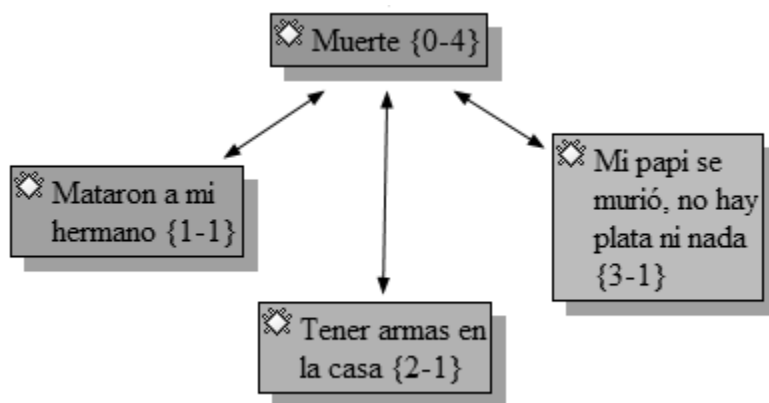 Muerte {0-4}
Mataron a mi
hermano {1-1}
Mi papi se
murió, no hay
plata ni nada
{3-1}
Tener armas en
la casa {2-1}